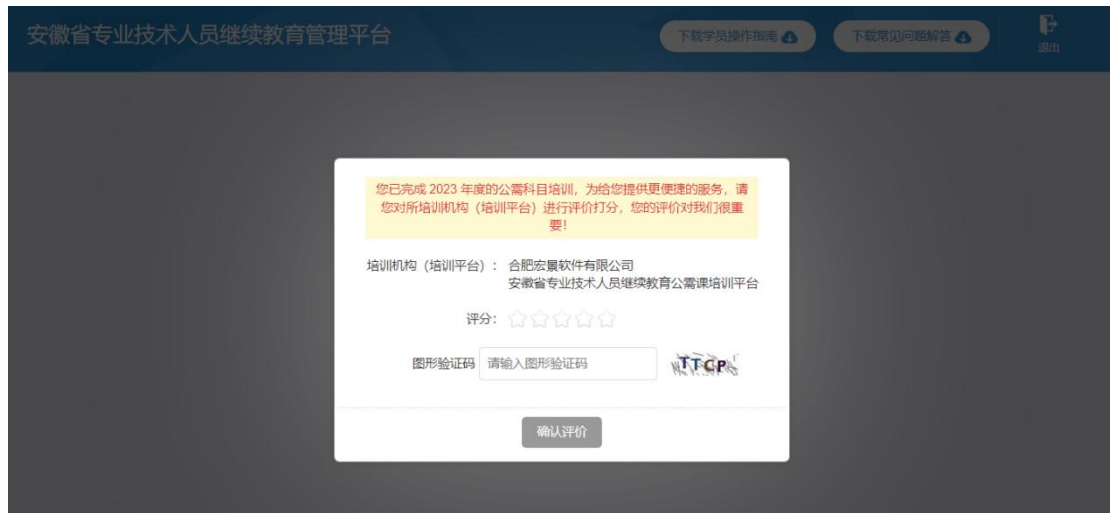 安徽省专业技术人员继续教育管理平台
下载学员操作指南
下载常见问题解答
退出
您已完成 2023 年度的公需科目培训，为给您提供更便捷的服务，请
您对所培训机构（培训平台）进行评价打分，您的评价对我们很重
要！
培训机构（培训平台）：
合肥宏景软件有限公司
安徽省专业技术人员继续教育公需课培训平台
评分：
图形验证码
请输入图形验证码
TTCP
确认评价